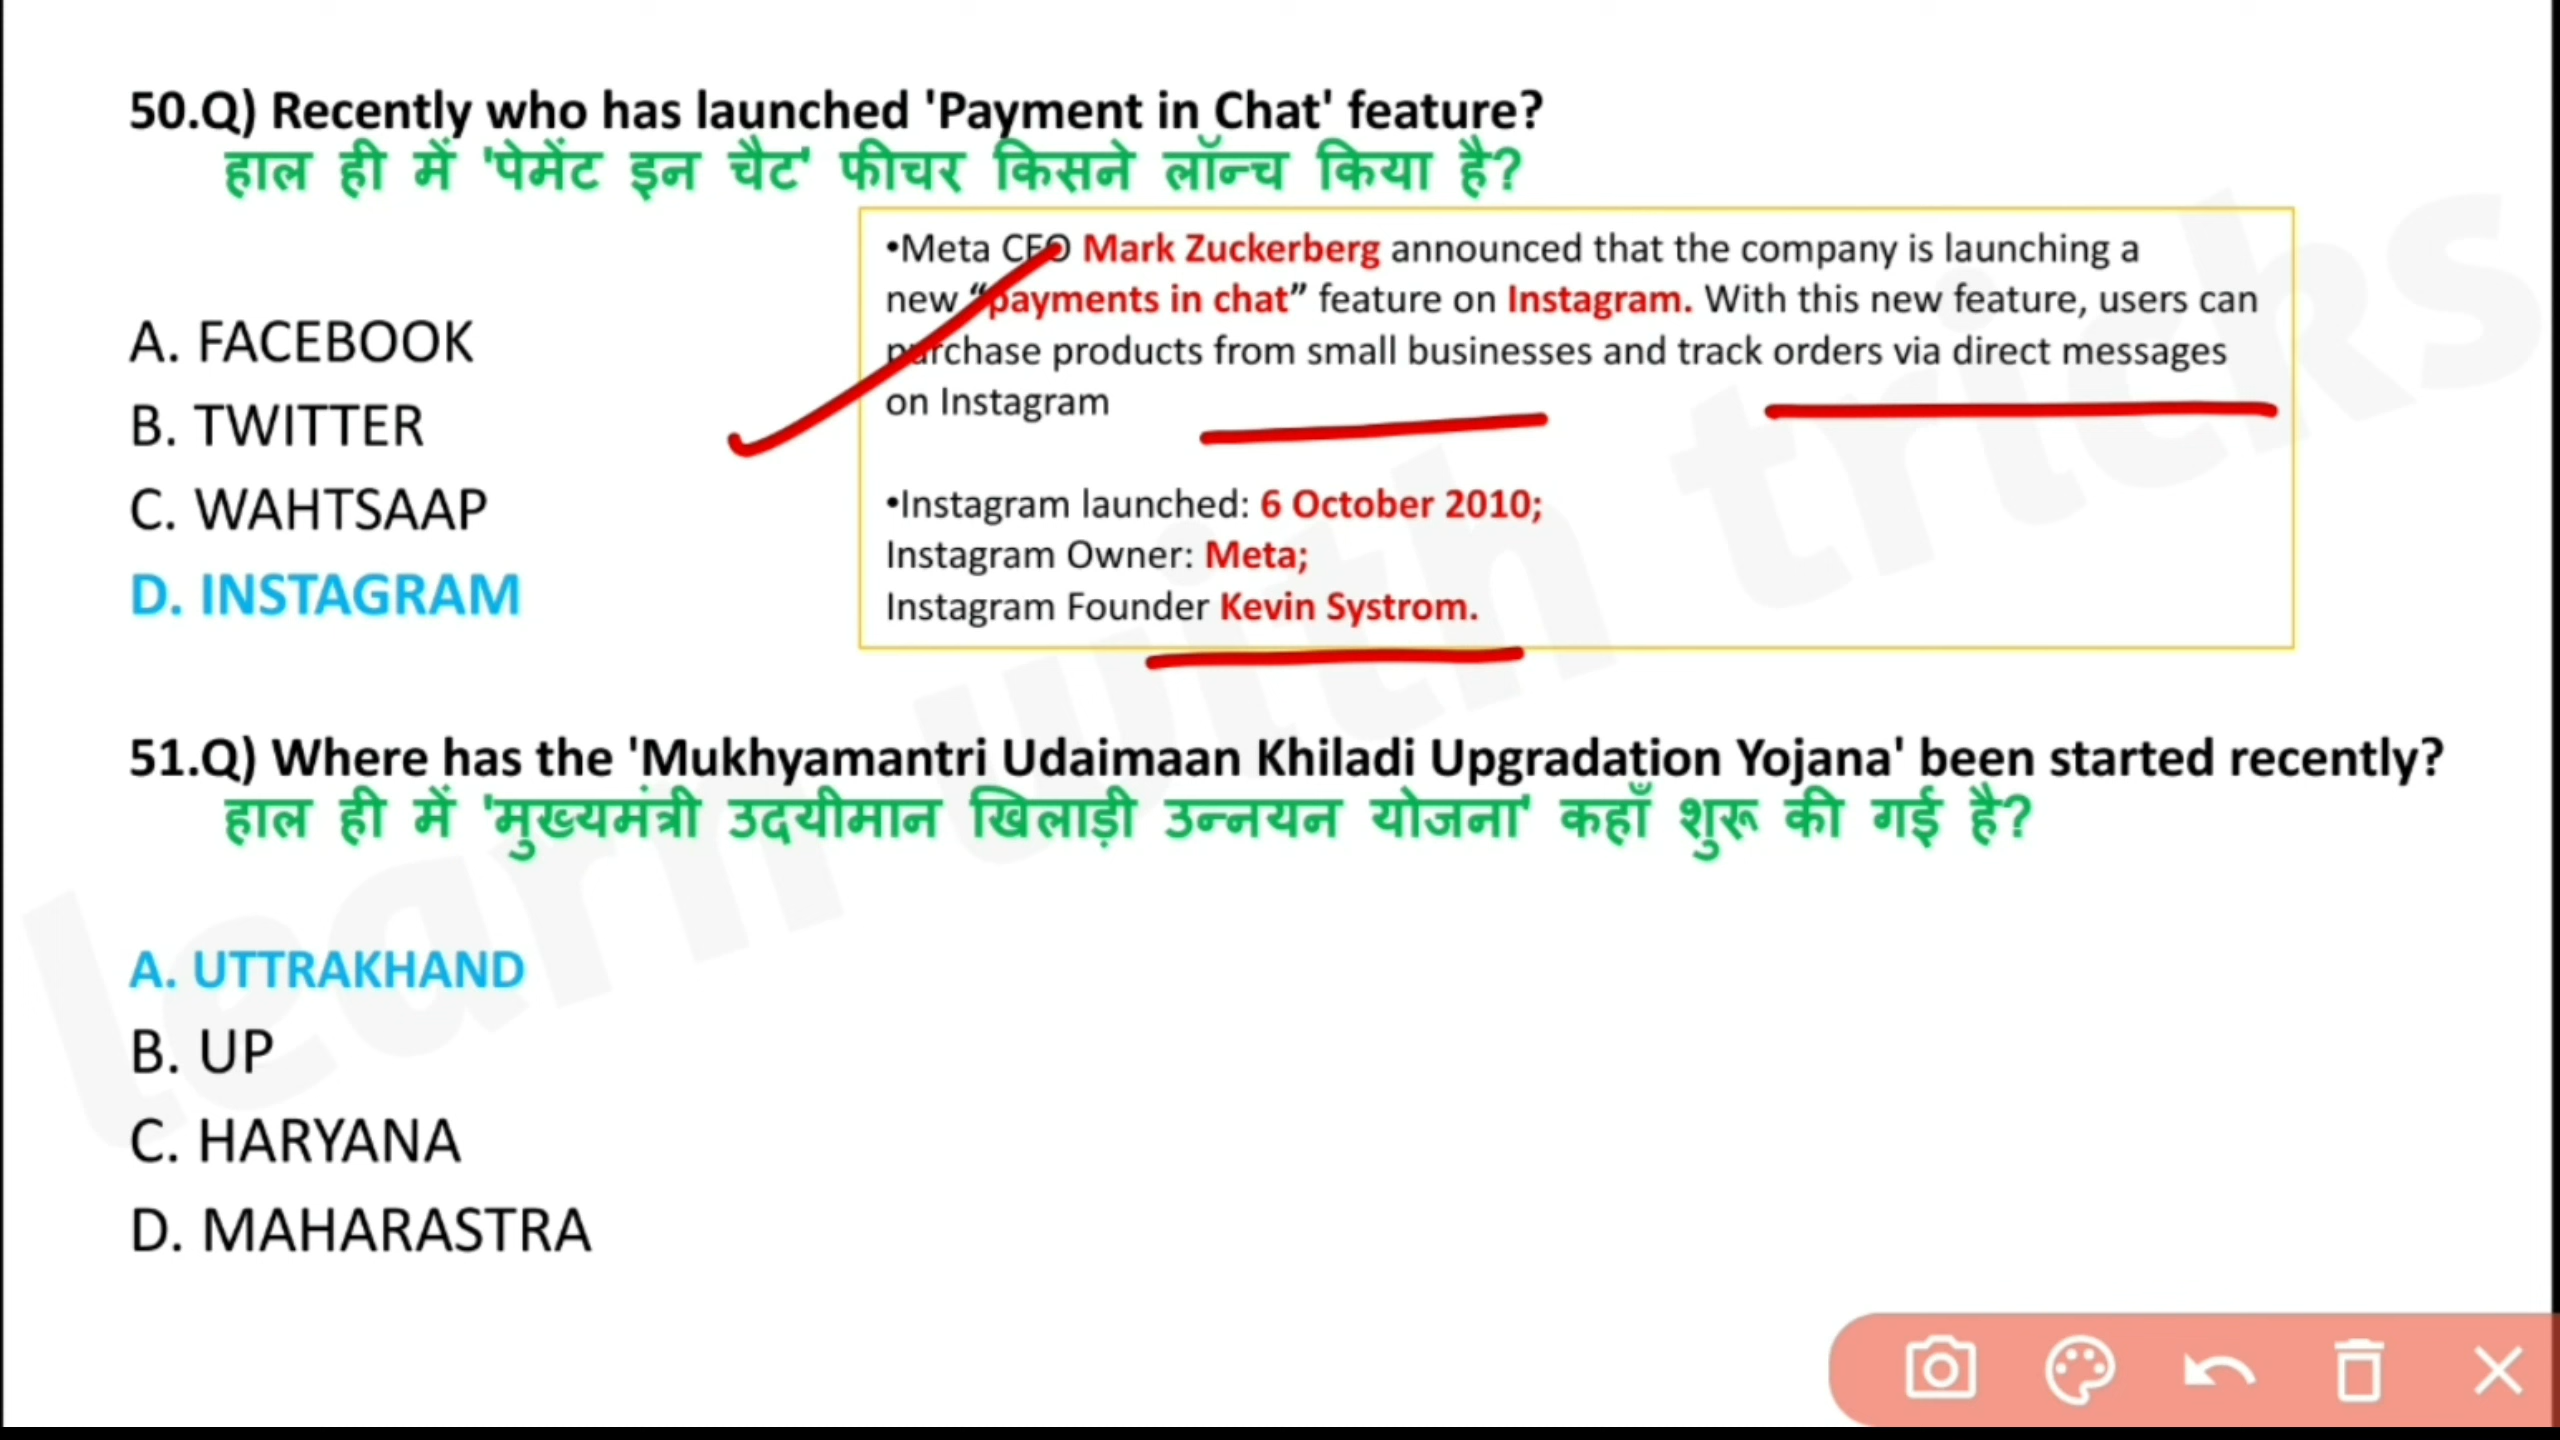 50.Q) Recently who has launched 'Payment in Chat' feature?
हाल ही में 'पेमेंट इन चैट' फीचर किसने लॉन्च किया है?
A. FACEBOOK
B. TWITTER
C. WAHTSAAP
D. INSTAGRAM
•Meta CEO Mark Zuckerberg announced that the company is launching a
new “payments in chat” feature on Instagram. With this new feature, users can
purchase products from small businesses and track orders via direct messages
on Instagram
•Instagram launched: 6 October 2010;
Instagram Owner: Meta;
Instagram Founder Kevin Systrom.
51.Q) Where has the 'Mukhyamantri Udaimaan Khiladi Upgradation Yojana' been started recently?
हाल ही में 'मुख्यमंत्री उदयीमान खिलाड़ी उन्नयन योजना' कहाँ शुरू की गई है?
A. UTTRAKHAND
B. UP
C. HARYANA
D. MAHARASTRA
learn with tricks